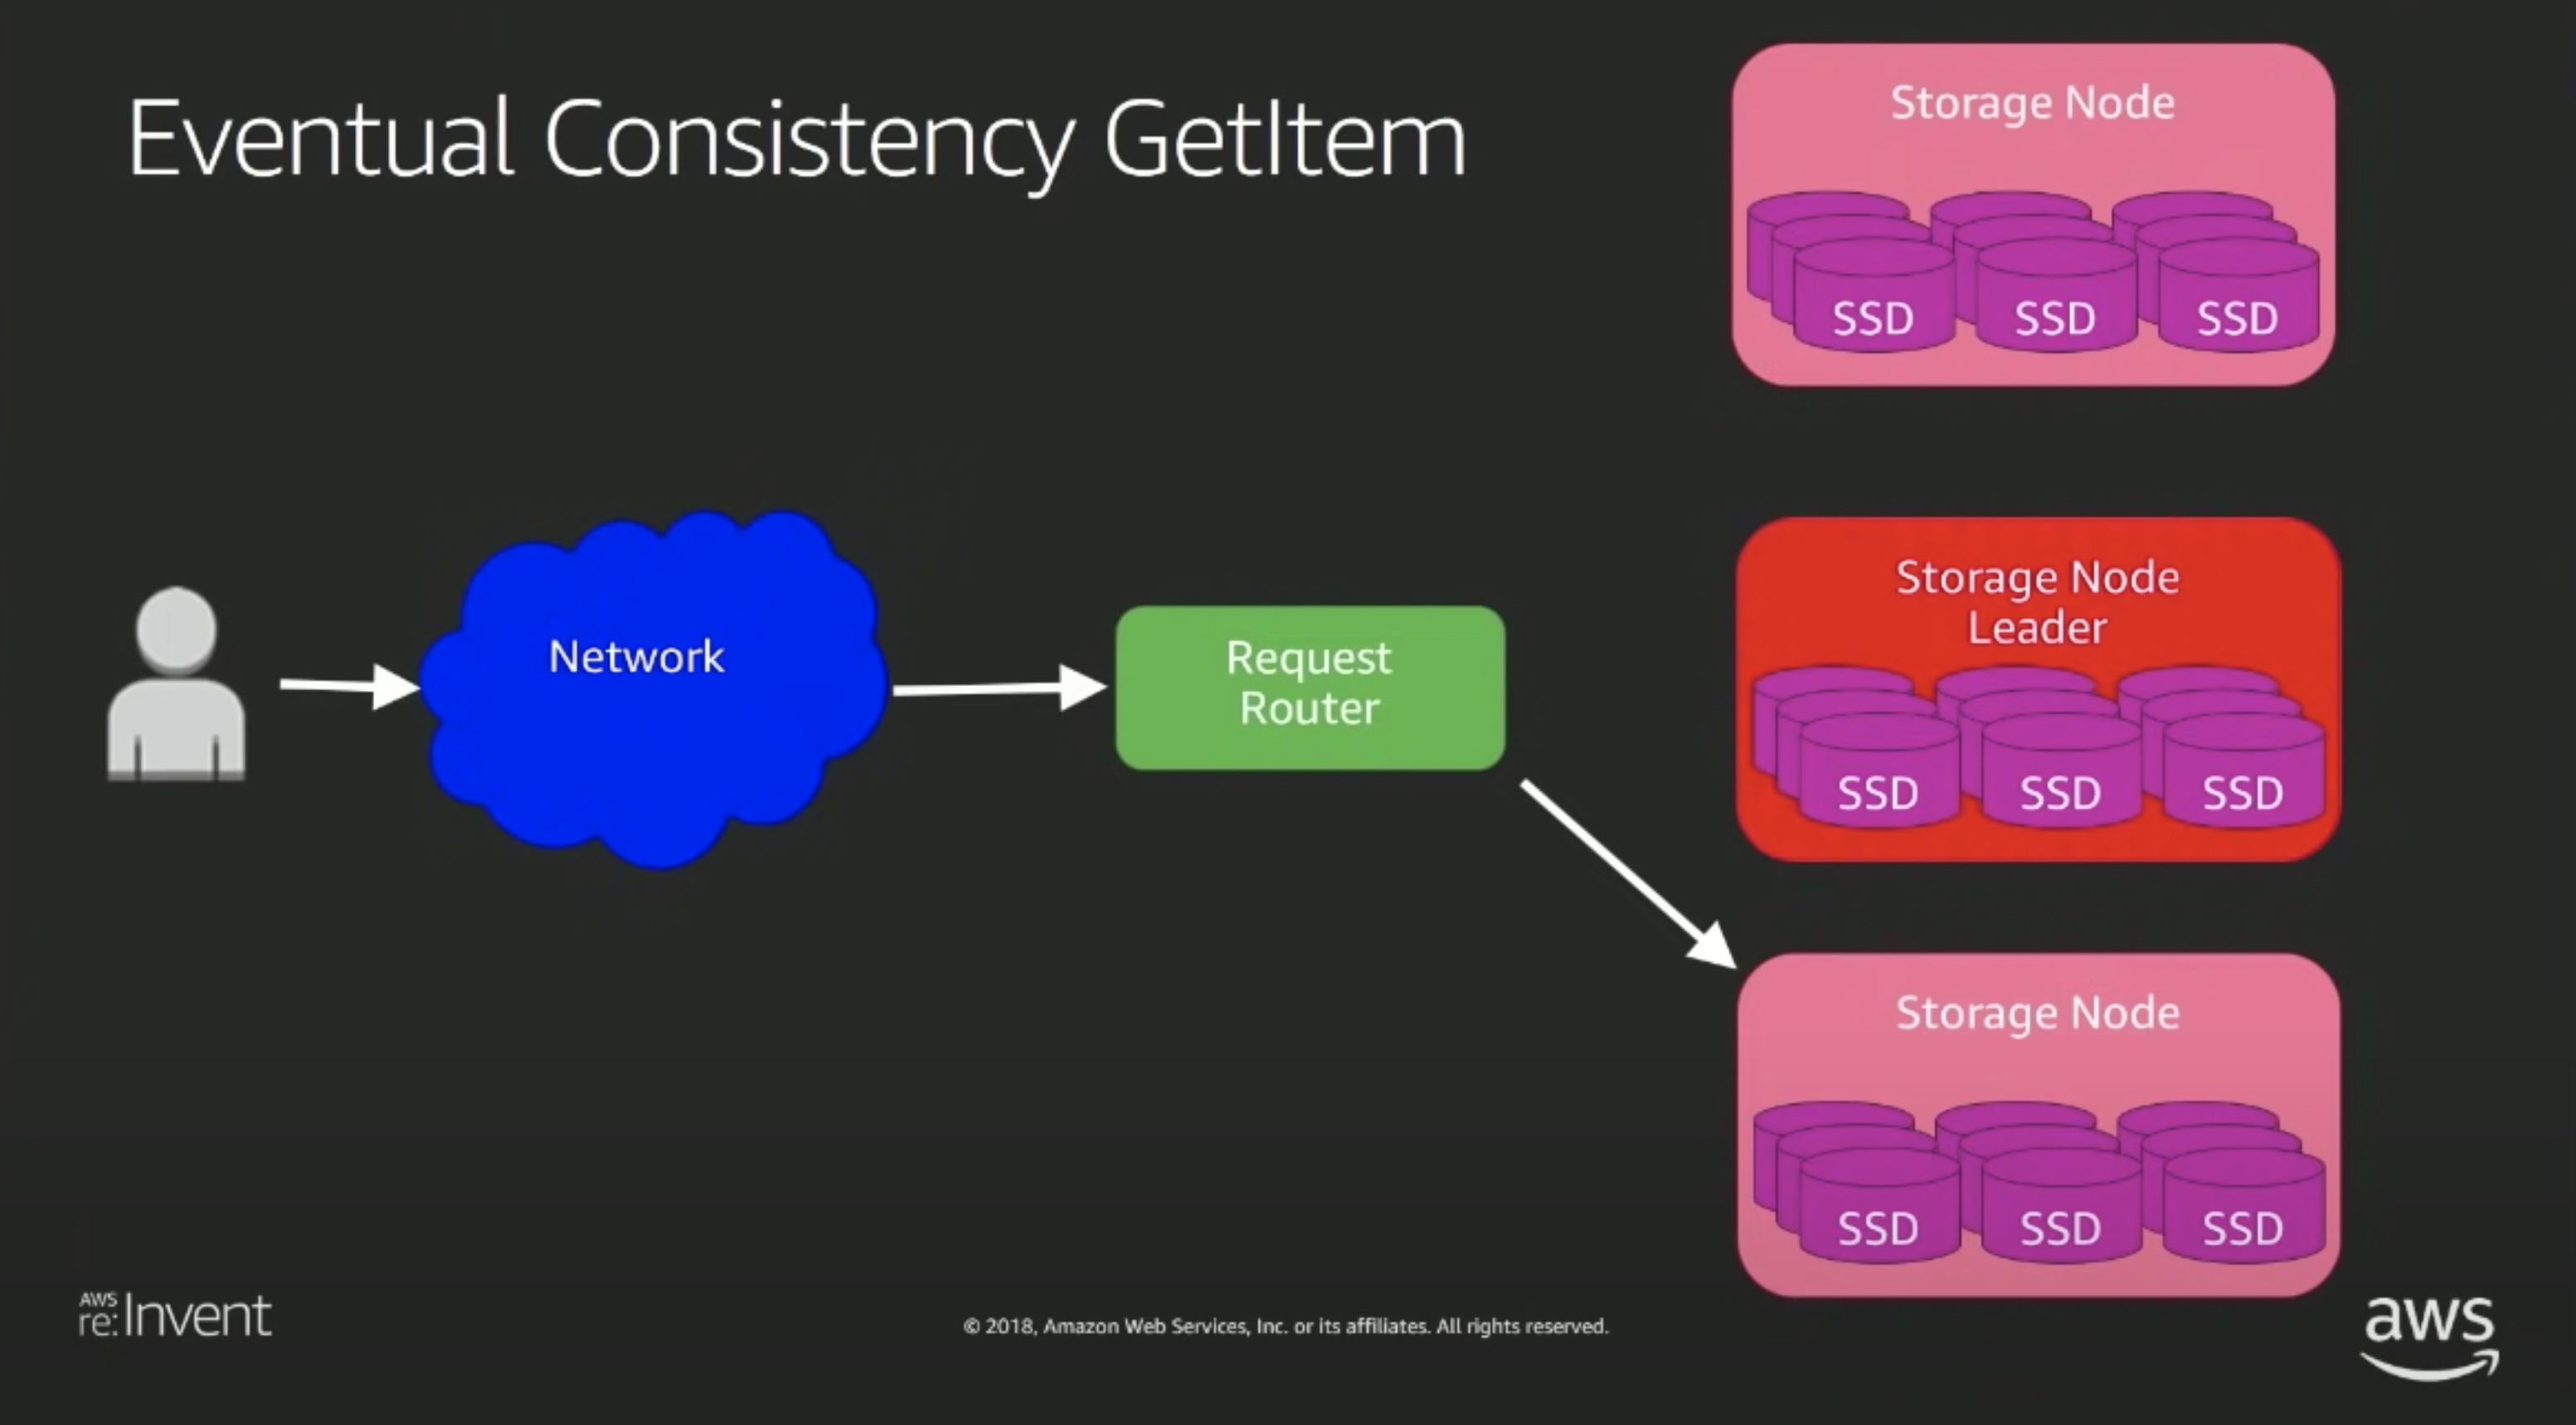 Eventual Consistency GetItem
Storage Node
SSD SSD SSD
Network
Request
Router
Storage Node
Leader
SSD SSD SSD
Storage Node
SSD SSD SSD
AWS
re:Invent
© 2018, Amazon Web Services, Inc. or its affiliates. All rights reserved.
aws